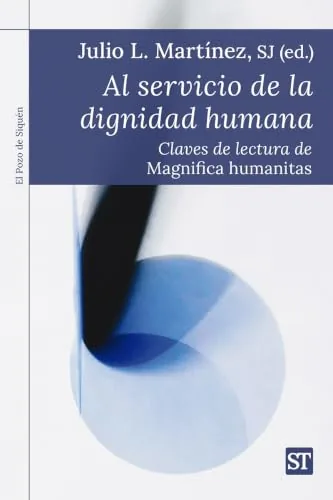 Julio L. Martínez, SJ (ed.)
Al servicio de la
dignidad humana
Claves de lectura de
Magnifica humanitas
El Pozo de Siquén
ST